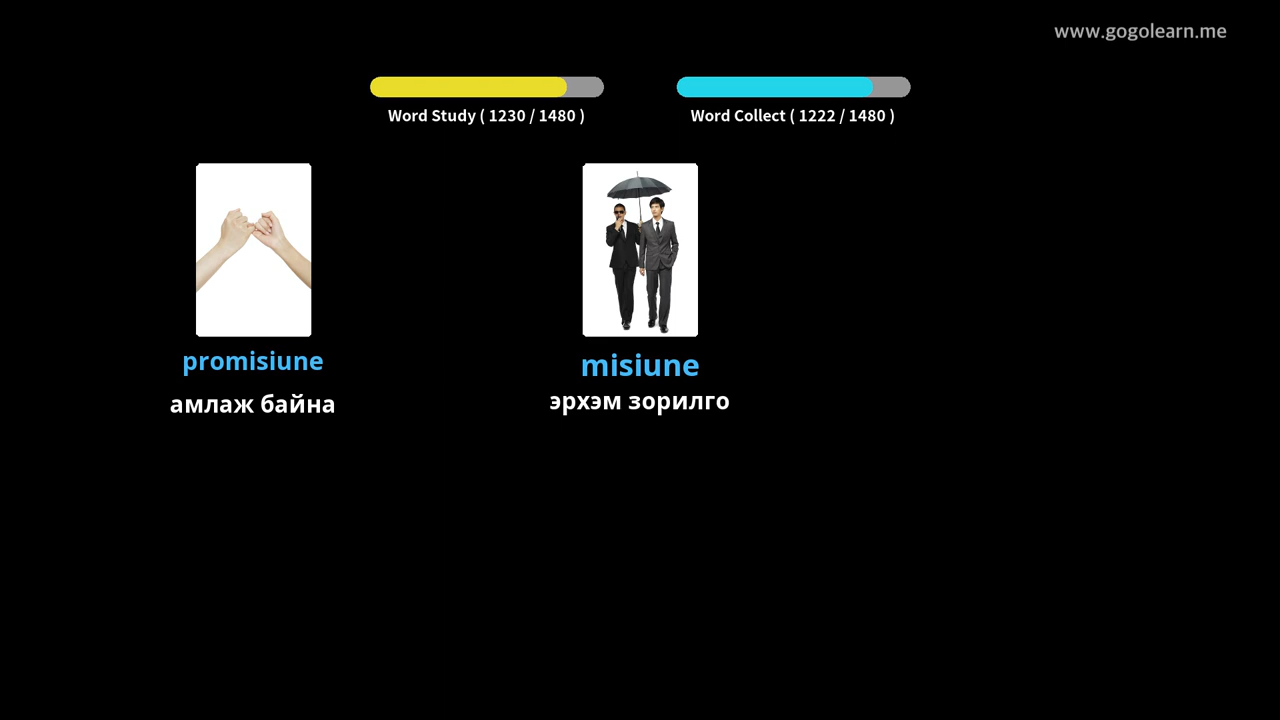 www.gogolearn.me
Word Study ( 1230 / 1480 )
Word Collect ( 1222 / 1480 )
promisiune
амлаж байна
misiune
эрхэм зорилго